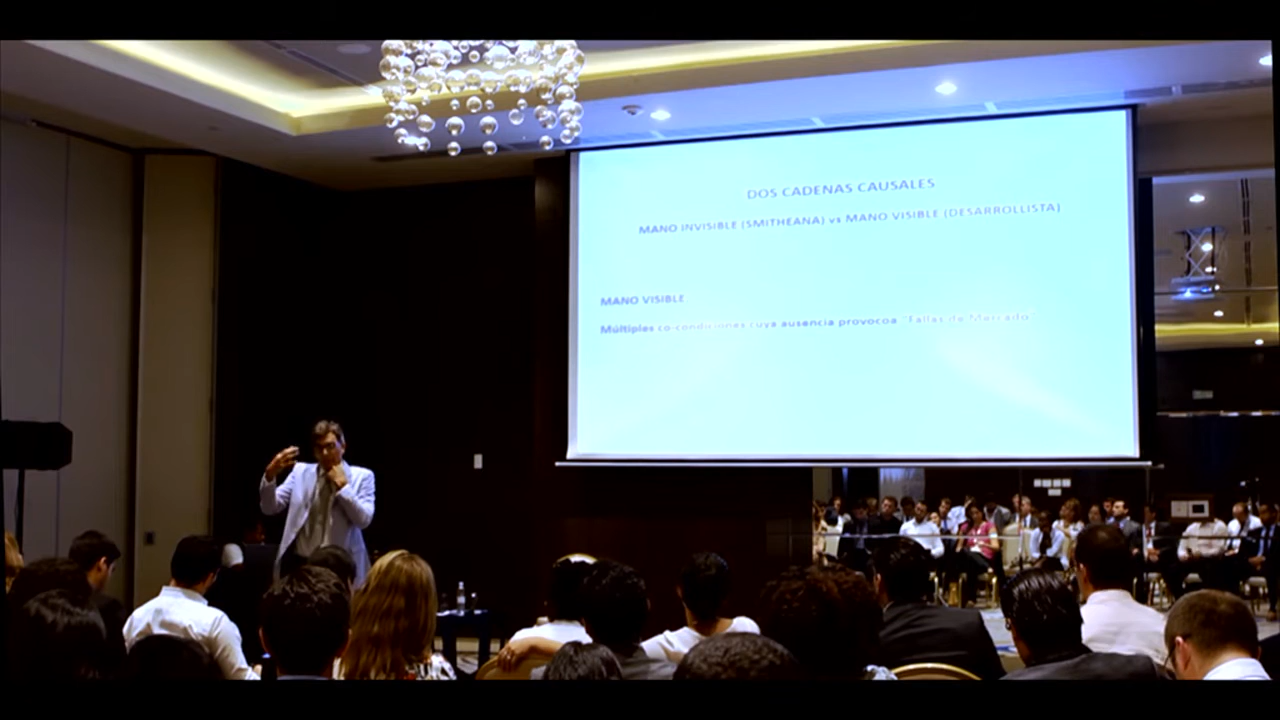 DOS CADENAS CAUSALES
MANO INVISIBLE (SMITHEANA) vs MANO VISIBLE (DESARROLLISTA)
MANO VISIBLE.
Múltiples co-condiciones cuya ausencia provocoa "Fallas de Mercado"